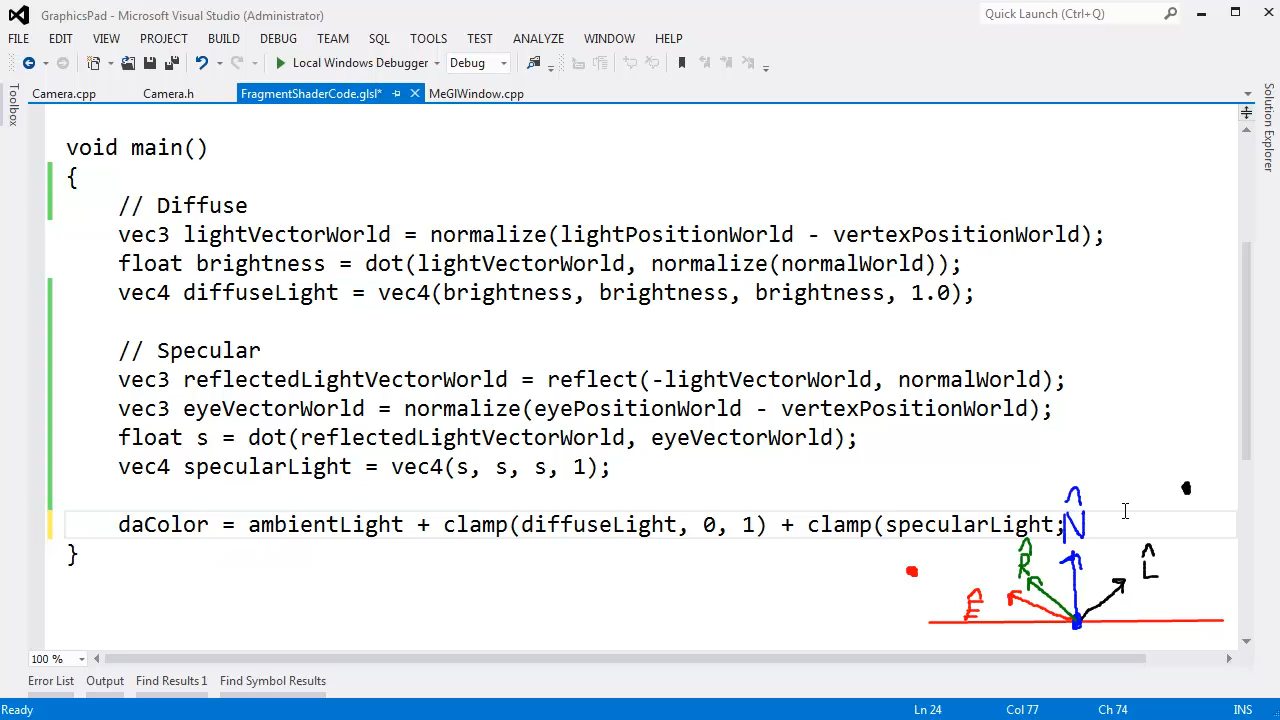 GraphicsPad - Microsoft Visual Studio (Administrator)
Quick Launch (Ctrl+Q)
FILE EDIT VIEW PROJECT BUILD DEBUG TEAM SQL TOOLS TEST ANALYZE WINDOW HELP
Local Windows Debugger Debug
Camera.cpp Camera.h FragmentShaderCode.glsl* MeGlWindow.cpp
Toolbox
Solution Explorer
void main()
{
// Diffuse
vec3 lightVectorWorld = normalize(lightPositionWorld - vertexPositionWorld);
float brightness = dot(lightVectorWorld, normalize(normalWorld));
vec4 diffuseLight = vec4(brightness, brightness, brightness, 1.0);
// Specular
vec3 reflectedLightVectorWorld = reflect(-lightVectorWorld, normalWorld);
vec3 eyeVectorWorld = normalize(eyePositionWorld - vertexPositionWorld);
float s = dot(reflectedLightVectorWorld, eyeVectorWorld);
vec4 specularLight = vec4(s, s, s, 1);
daColor = ambientLight + clamp(diffuseLight, 0, 1) + clamp(specularLight;
}
N̂
R̂
L̂
Ê
100 %
Error List Output Find Results 1 Find Symbol Results
Ready Ln 24 Col 77 Ch 74 INS